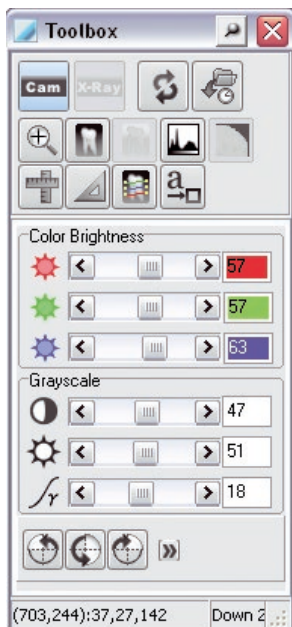 Toolbox
Cam X-Ray
a
Color Brightness
57
57
63
Grayscale
47
51
γ 18
(703,244):37,27,142 Down 2